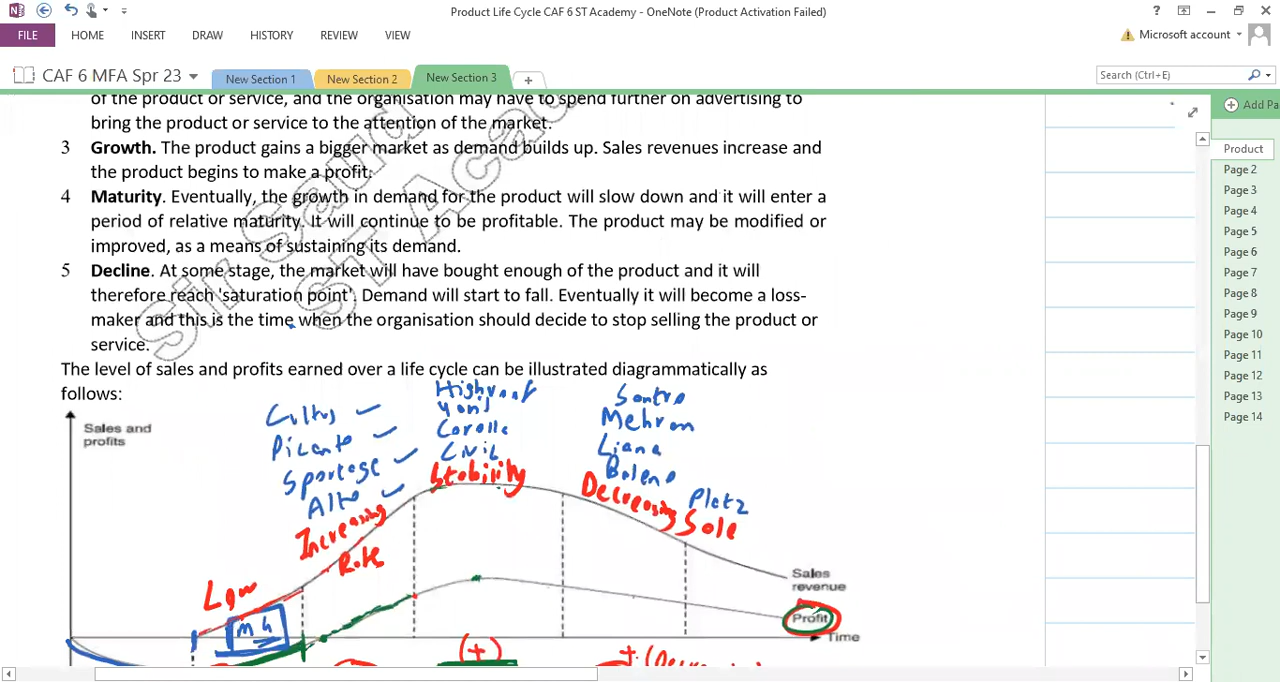 Product Life Cycle CAF 6 ST Academy - OneNote (Product Activation Failed)
FILE HOME INSERT DRAW HISTORY REVIEW VIEW
Microsoft account
CAF 6 MFA Spr 23
New Section 1
New Section 2
New Section 3
Search (Ctrl+E)
Add Pa
of the product or service, and the organisation may have to spend further on advertising to
bring the product or service to the attention of the market.
3 Growth. The product gains a bigger market as demand builds up. Sales revenues increase and
the product begins to make a profit.
4 Maturity. Eventually, the growth in demand for the product will slow down and it will enter a
period of relative maturity. It will continue to be profitable. The product may be modified or
improved, as a means of sustaining its demand.
5 Decline. At some stage, the market will have bought enough of the product and it will
therefore reach 'saturation point'. Demand will start to fall. Eventually it will become a loss-
maker and this is the time when the organisation should decide to stop selling the product or
service.
The level of sales and profits earned over a life cycle can be illustrated diagrammatically as
follows:
Sir Saud
ST Acad
Sales and
profits
Cultus
Picanto
Sportage
Alto
Increasing
Rate
Low
Highroof
Corolla
Civic
Stability
Santro
Mehran
Liana
Baleno
Platz
Decreasing
Sale
Sales
revenue
Profit
Time
(+)
Product
Page 2
Page 3
Page 4
Page 5
Page 6
Page 7
Page 8
Page 9
Page 10
Page 11
Page 12
Page 13
Page 14